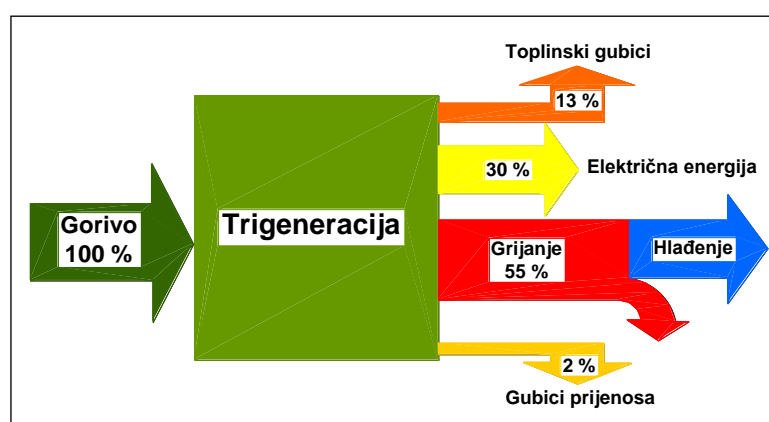 Toplinski gubici
13 %
30 %
Električna energija
Gorivo
100 %
Trigeneracija
Grijanje
55 %
Hlađenje
2 %
Gubici prijenosa